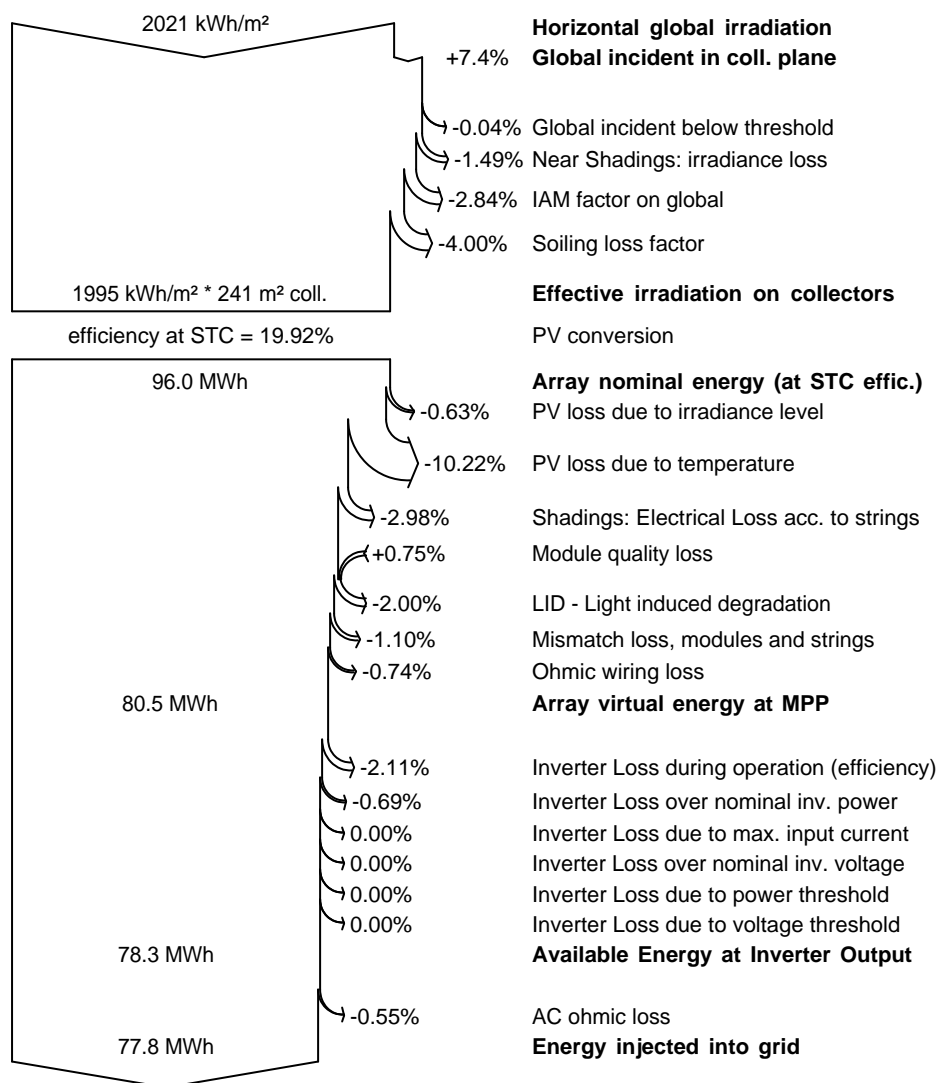 2021 kWh/m² Horizontal global irradiation
+7.4% Global incident in coll. plane
-0.04% Global incident below threshold
-1.49% Near Shadings: irradiance loss
-2.84% IAM factor on global
-4.00% Soiling loss factor
1995 kWh/m² * 241 m² coll. Effective irradiation on collectors
efficiency at STC = 19.92% PV conversion
96.0 MWh Array nominal energy (at STC effic.)
-0.63% PV loss due to irradiance level
-10.22% PV loss due to temperature
-2.98% Shadings: Electrical Loss acc. to strings
+0.75% Module quality loss
-2.00% LID - Light induced degradation
-1.10% Mismatch loss, modules and strings
-0.74% Ohmic wiring loss
80.5 MWh Array virtual energy at MPP
-2.11% Inverter Loss during operation (efficiency)
-0.69% Inverter Loss over nominal inv. power
0.00% Inverter Loss due to max. input current
0.00% Inverter Loss over nominal inv. voltage
0.00% Inverter Loss due to power threshold
0.00% Inverter Loss due to voltage threshold
78.3 MWh Available Energy at Inverter Output
-0.55% AC ohmic loss
77.8 MWh Energy injected into grid